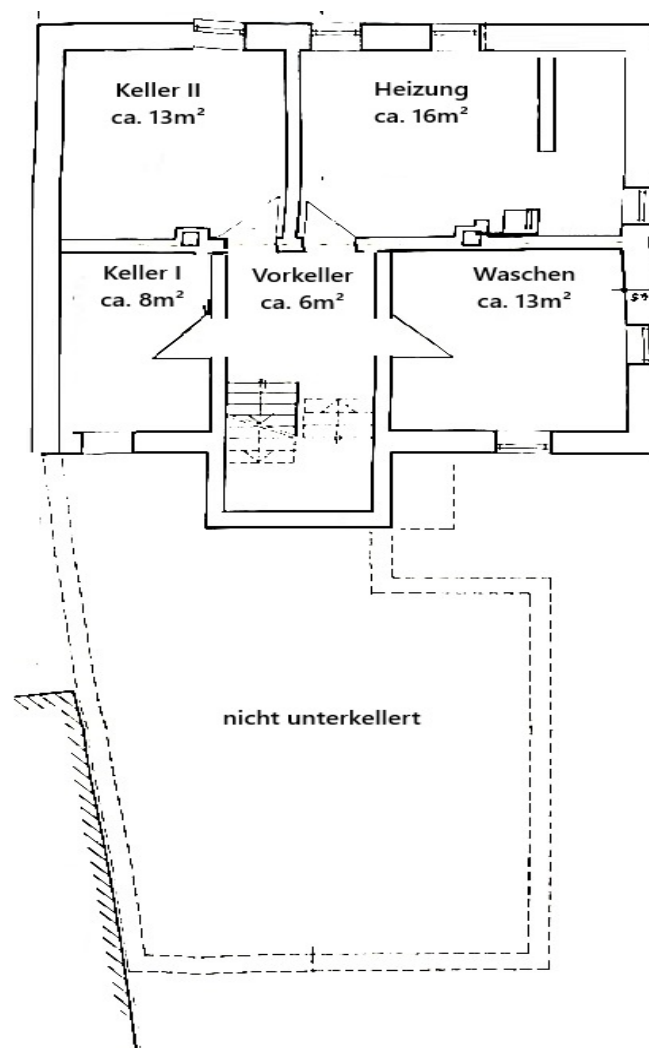 Keller II
ca. 13m²
Heizung
ca. 16m²
Keller I
ca. 8m²
Vorkeller
ca. 6m²
Waschen
ca. 13m²
nicht unterkellert